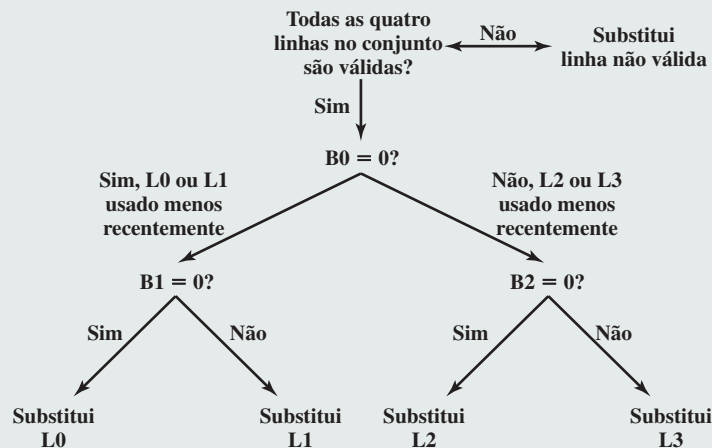 Todas as quatro
linhas no conjunto
são válidas?
Não
Substitui
linha não válida
Sim
B0 = 0?
Sim, L0 ou L1
usado menos
recentemente
Não, L2 ou L3
usado menos
recentemente
B1 = 0?
B2 = 0?
Sim
Não
Sim
Não
Substitui
L0
Substitui
L1
Substitui
L2
Substitui
L3